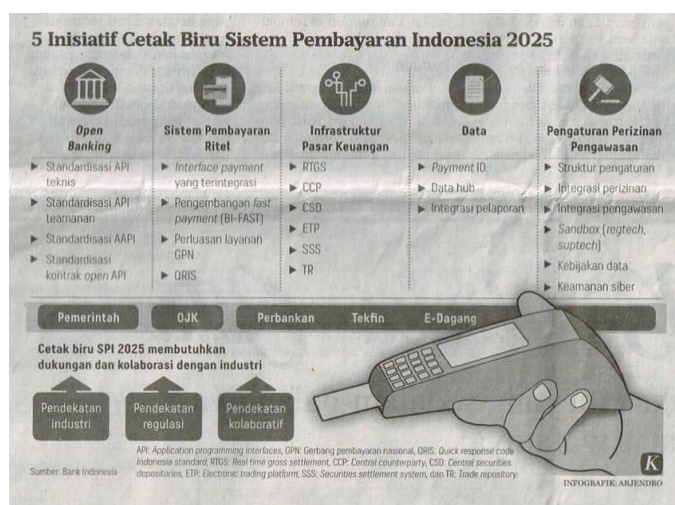 5 Inisiatif Cetak Biru Sistem Pembayaran Indonesia 2025
Open
Banking
▶ Standardisasi API
teknis
▶ Standardisasi API
teamanan
▶ Standardisasi AAPI
▶ Standardisasi
kontrak open API
Sistem Pembayaran
Ritel
▶ Interface payment
yang terintegrasi
▶ Pengembangan fast
payment (BI-FAST)
▶ Perluasan layanan
GPN
▶ QRIS
Infrastruktur
Pasar Keuangan
▶ RTGS
▶ CCP
▶ CSD
▶ ETP
▶ SSS
▶ TR
Data
▶ Payment ID
▶ Data hub
▶ Integrasi pelaporan
Pengaturan Perizinan
Pengawasan
▶ Struktur pengaturan
▶ Integrasi perizinan
▶ Integrasi pengawasan
▶ Sandbox (regtech,
suptech)
▶ Kebijakan data
▶ Keamanan siber
Pemerintah OJK Perbankan Tekfin E-Dagang
Cetak biru SPI 2025 membutuhkan
dukungan dan kolaborasi dengan industri
Pendekatan
industri
Pendekatan
regulasi
Pendekatan
kolaboratif
API: Application programming interfaces, GPN: Gerbang pembayaran nasional, QRIS: Quick response code
Indonesia standard, RTGS: Real time gross settlement, CCP: Central counterparty, CSD: Central securities
depositories, ETP: Electronic trading platform, SSS: Securities settlement system, dan TR: Trade repository.
Sumber: Bank Indonesia
K
INFOGRAFIK: ARJENDRO